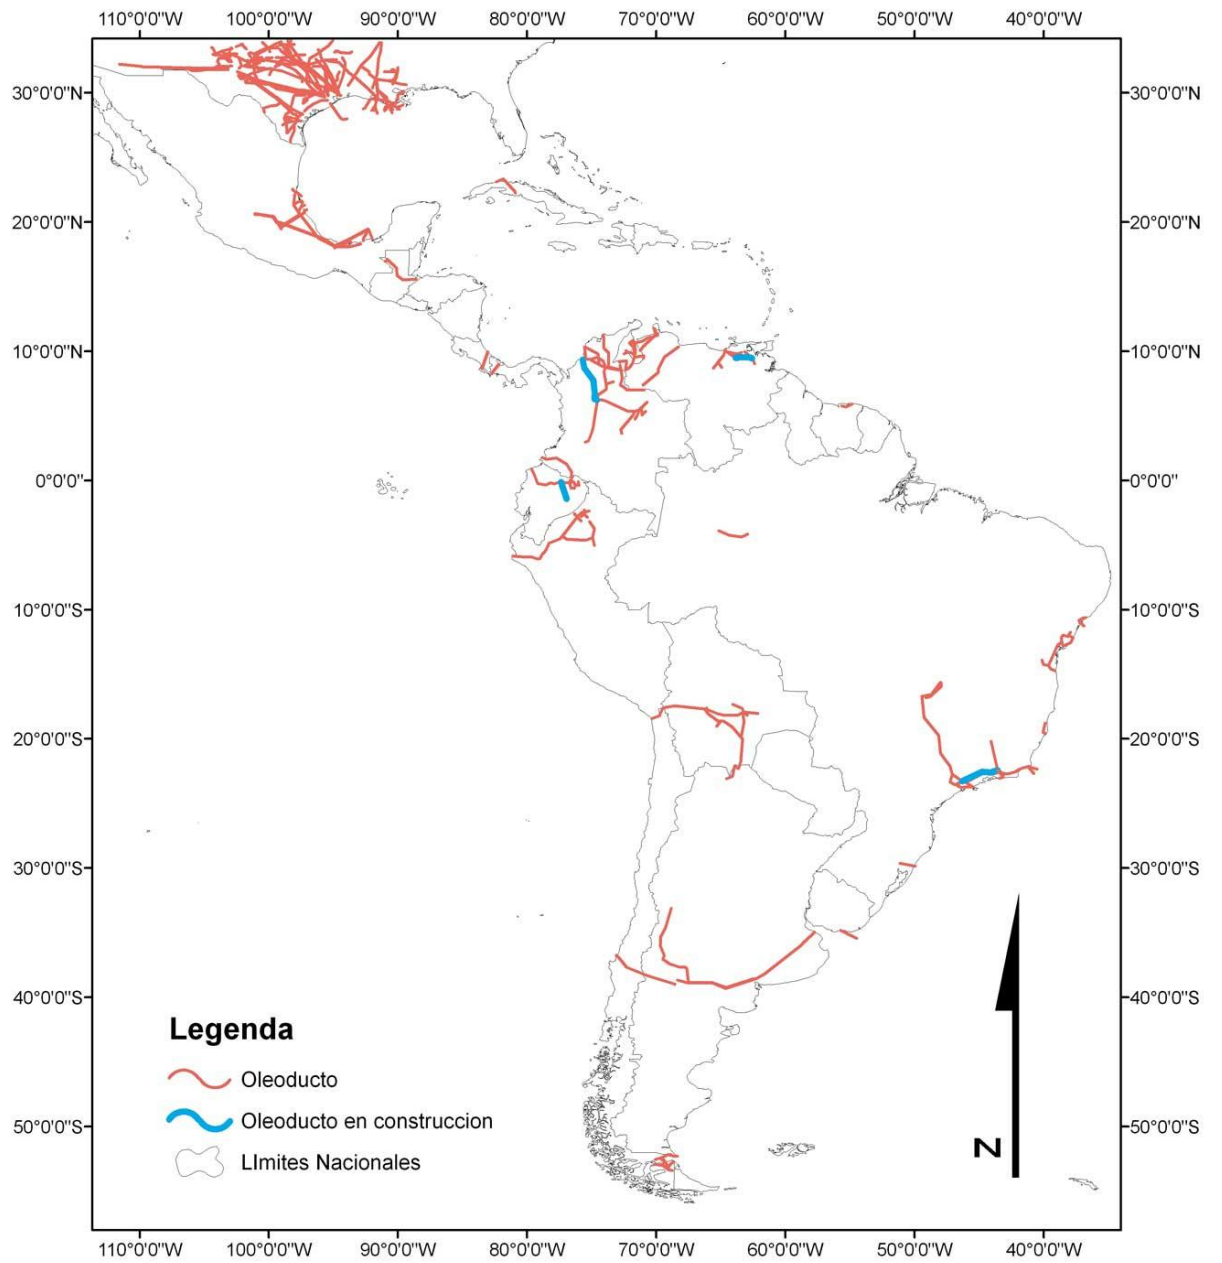 110°0'0"W 100°0'0"W 90°0'0"W 80°0'0"W 70°0'0"W 60°0'0"W 50°0'0"W 40°0'0"W
30°0'0"N 30°0'0"N
20°0'0"N 20°0'0"N
10°0'0"N 10°0'0"N
0°0'0" 0°0'0"
10°0'0"S 10°0'0"S
20°0'0"S 20°0'0"S
30°0'0"S 30°0'0"S
40°0'0"S 40°0'0"S
Legenda
Oleoducto
Oleoducto en construccion
50°0'0"S 50°0'0"S
N
LImites Nacionales
110°0'0"W 100°0'0"W 90°0'0"W 80°0'0"W 70°0'0"W 60°0'0"W 50°0'0"W 40°0'0"W